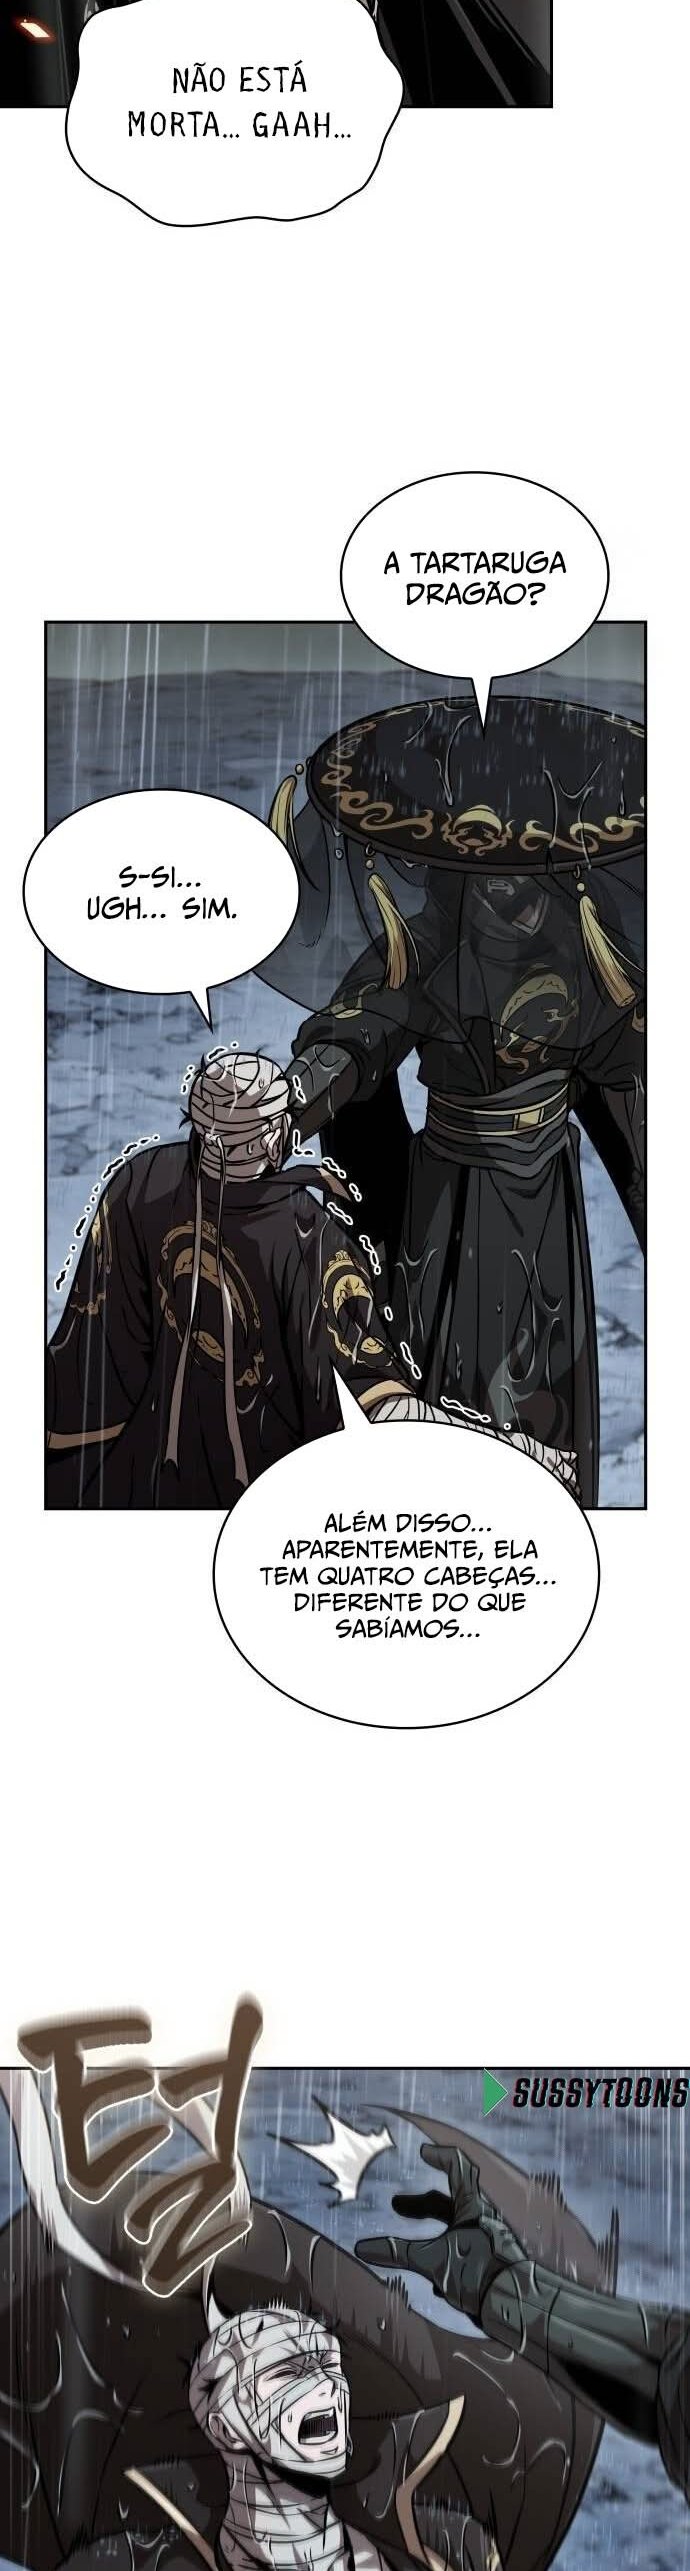 NÃO ESTÁ
MORTA... GAAH...
A TARTARUGA
DRAGÃO?
S-SI...
UGH... SIM.
ALÉM DISSO...
APARENTEMENTE, ELA
TEM QUATRO CABEÇAS...
DIFERENTE DO QUE
SABÍAMOS...
SUSSYTOONS